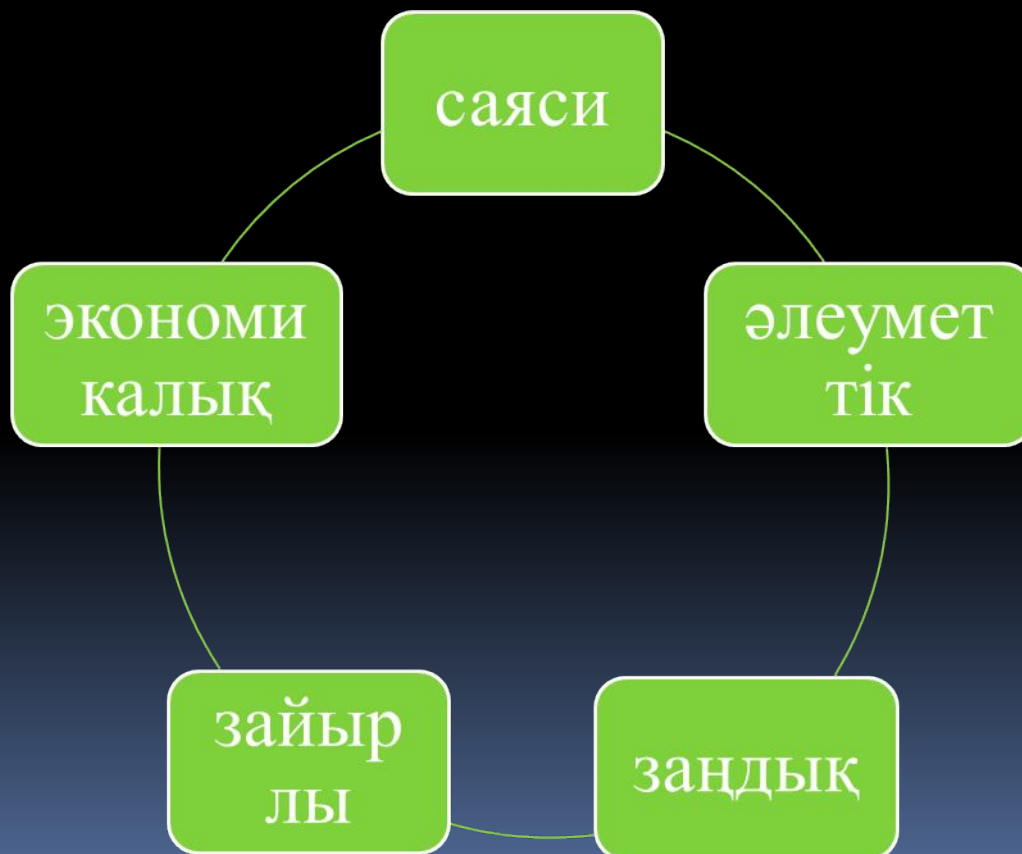 саяси
әлеумет
тік
заңдық
зайыр
лы
экономи
калық